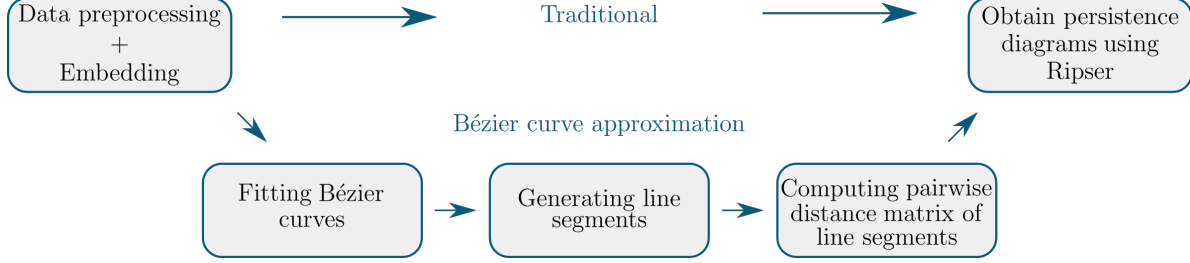 Data preprocessing
+
Embedding
Traditional
Obtain persistence
diagrams using
Ripser
Bézier curve approximation
Fitting Bézier
curves
Generating line
segments
Computing pairwise
distance matrix of
line segments